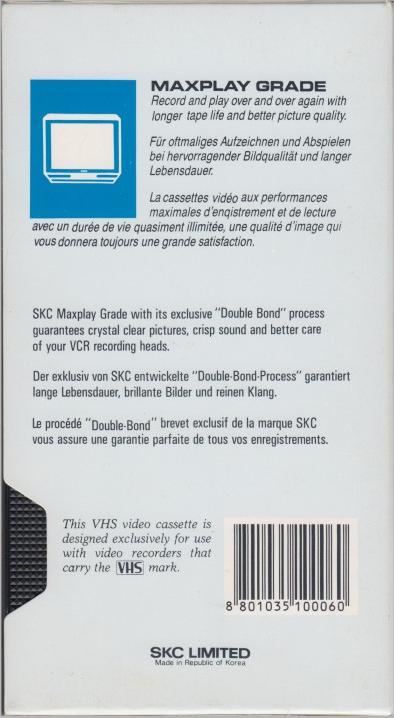 MAXPLAY GRADE
Record and play over and over again with
longer tape life and better picture quality.
Für oftmaliges Aufzeichnen und Abspielen
bei hervorragender Bildqualität und langer
Lebensdauer.
La cassettes vidéo aux performances
maximales d'enqistrement et de lecture
avec un durée de vie quasiment illimitée, une qualité d'image qui
vous donnera toujours une grande satisfaction.
SKC Maxplay Grade with its exclusive "Double Bond" process
guarantees crystal clear pictures, crisp sound and better care
of your VCR recording heads.
Der exklusiv von SKC entwickelte "Double-Bond-Process" garantiert
lange Lebensdauer, brillante Bilder und reinen Klang.
Le procédé "Double-Bond" brevet exclusif de la marque SKC
vous assure une garantie parfaite de tous vos enregistrements.
This VHS video cassette is
designed exclusively for use
with video recorders that
carry the VHS mark.
8 801035 100060
SKC LIMITED
Made in Republic of Korea